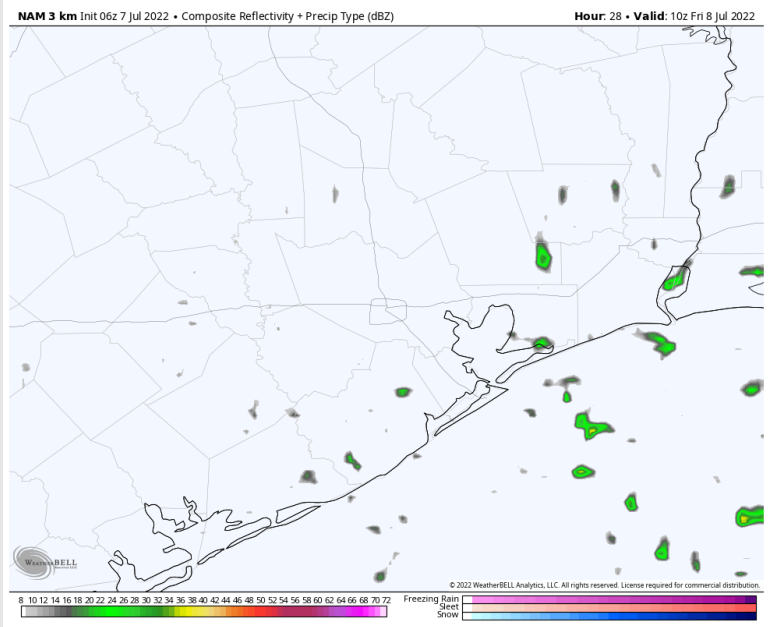 NAM 3 km Init 06z 7 Jul 2022 • Composite Reflectivity + Precip Type (dBZ)
Hour: 28 • Valid: 10z Fri 8 Jul 2022
WEATHERBELL
© 2022 WeatherBELL Analytics, LLC. All rights reserved. License required for commercial distribution.
8 10 12 14 16 18 20 22 24 26 28 30 32 34 36 38 40 42 44 46 48 50 52 54 56 58 60 62 64 66 68 70 72
Freezing Rain
Sleet
Snow